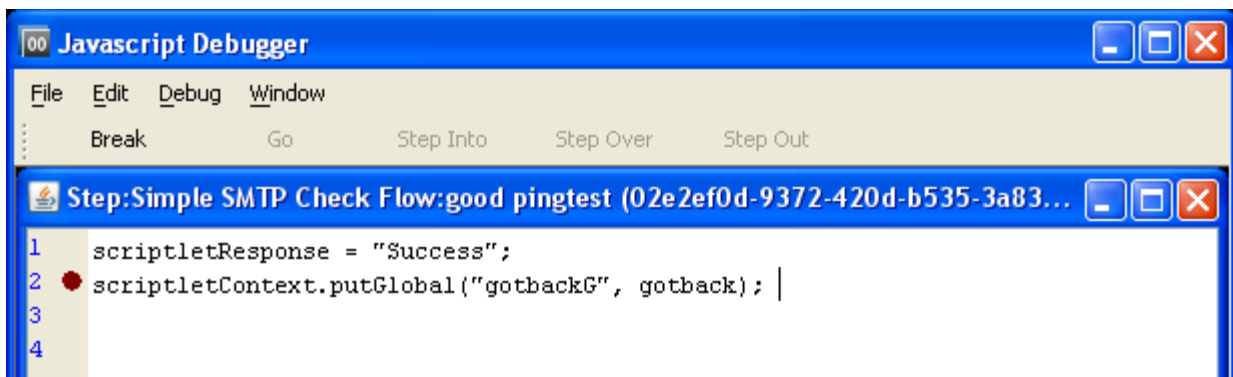 Javascript Debugger
File Edit Debug Window
Break Go Step Into Step Over Step Out
Step:Simple SMTP Check Flow:good pingtest (02e2ef0d-9372-420d-b535-3a83...
1 scriptletResponse = "Success";
2 scriptletContext.putGlobal("gotbackG", gotback);
3
4